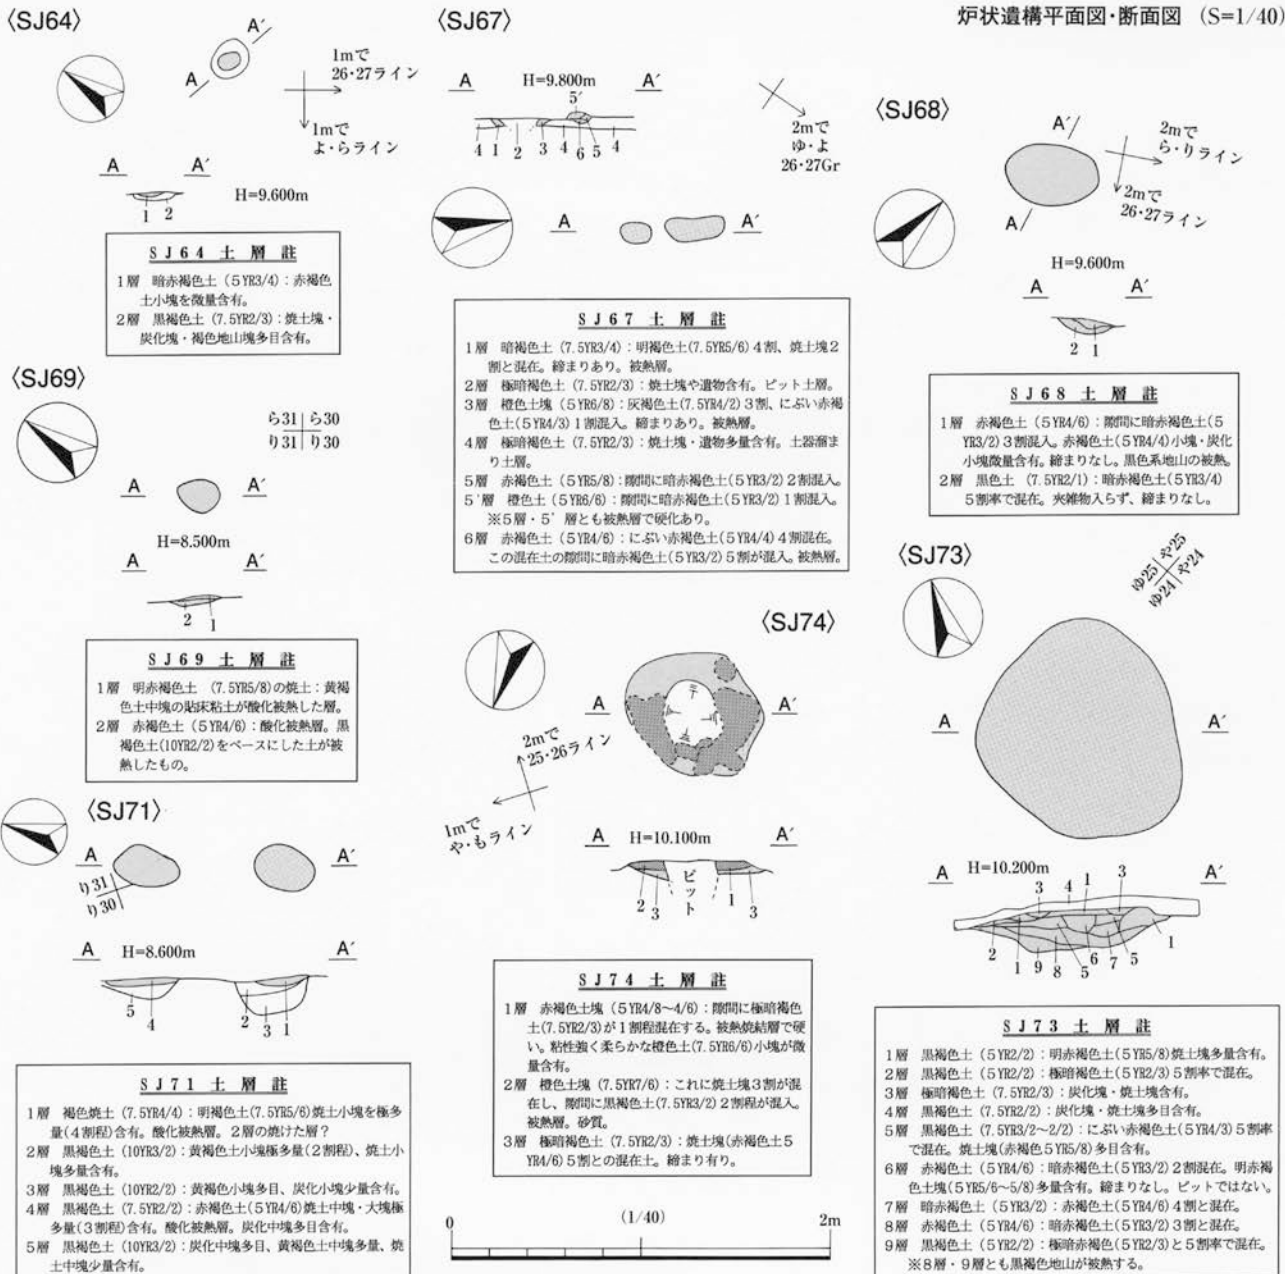 炉状遺構平面図・断面図 (S=1/40)
〈SJ64〉
A
A′
1mで
26・27ライン
1mで
よ・らライン
A
A′
H=9.600m
1 2
SJ64 土層註
1層 暗赤褐色土 (5YR3/4)：赤褐色
土小塊を微量含有。
2層 黒褐色土 (7.5YR2/3)：焼土塊・
炭化塊・褐色地山塊多目含有。
〈SJ67〉
A
H=9.800m
A′
5′
4 1 2 3 4 6 5 4
2mで
ゆ・よ
26・27Gr
A
A′
SJ67 土層註
1層 暗褐色土 (7.5YR3/4)：明褐色土(7.5YR5/6)4割、焼土塊2
割と混在。締まりあり。被熱層。
2層 極暗褐色土 (7.5YR2/3)：焼土塊や遺物含有。ピット土層。
3層 橙色土塊 (5YR6/8)：灰褐色土(7.5YR4/2)3割、にぶい赤褐
色土(5YR4/3)1割混入。締まりあり。被熱層。
4層 極暗褐色土 (7.5YR2/3)：焼土塊・遺物多量含有。土器溜ま
り土層。
5層 赤褐色土 (5YR5/8)：隙間に暗赤褐色土(5YR3/2)2割混入。
5′層 橙色土 (5YR6/6)：隙間に暗赤褐色土(5YR3/2)1割混入。
※5層・5′層とも被熱層で硬化あり。
6層 赤褐色土 (5YR4/6)：にぶい赤褐色土(5YR4/4)4割混在。
この混在土の隙間に暗赤褐色土(5YR3/2)5割が混入。被熱層。
〈SJ68〉
A′
A
2mで
ら・りライン
2mで
26・27ライン
H=9.600m
A
A′
2 1
SJ68 土層註
1層 赤褐色土 (5YR4/6)：隙間に暗赤褐色土(5
YR3/2)3割混入。赤褐色土(5YR4/4)小塊・炭化
小塊微量含有。締まりなし。黒色系地山の被熱。
2層 黒色土 (7.5YR2/1)：暗赤褐色土(5YR3/4)
5割率で混在。夾雑物入らず、締まりなし。
〈SJ69〉
ら31 ら30
り31 り30
A
A′
H=8.500m
A
A′
2 1
SJ69 土層註
1層 明赤褐色土 (7.5YR5/8)の焼土：黄褐
色土中塊の貼床粘土が酸化被熱した層。
2層 赤褐色土 (5YR4/6)：酸化被熱層。黒
褐色土(10YR2/2)をベースにした土が被
熱したもの。
〈SJ71〉
A
A′
り31
り30
A
H=8.600m
A′
5 4 2 3 1
SJ71 土層註
1層 褐色焼土 (7.5YR4/4)：明褐色土(7.5YR5/6)焼土小塊を極多
量(4割程)含有。酸化被熱層。2層の焼けた層？
2層 黒褐色土 (10YR3/2)：黄褐色土小塊極多量(2割程)、焼土小
塊多量含有。
3層 黒褐色土 (10YR2/2)：黄褐色小塊多目、炭化小塊少量含有。
4層 黒褐色土 (7.5YR2/2)：赤褐色土(5YR4/6)焼土中塊・大塊極
多量(3割程)含有。酸化被熱層。炭化中塊多目含有。
5層 黒褐色土 (10YR3/2)：炭化中塊多目、黄褐色土中塊多量、焼
土中塊少量含有。
〈SJ74〉
A
A′
2mで
25・26ライン
1mで
や・もライン
A
H=10.100m
A′
ピット
2 3 1 3
SJ74 土層註
1層 赤褐色土塊 (5YR4/8～4/6)：隙間に極暗褐色
土(7.5YR2/3)が1割程混在する。被熱焼結層で硬
い。粘性強く柔らかな橙色土(7.5YR6/6)小塊が微
量含有。
2層 橙色土塊 (7.5YR7/6)：これに焼土塊3割が混
在し、隙間に黒褐色土(7.5YR3/2)2割程が混入。
被熱層。砂質。
3層 極暗褐色土 (7.5YR2/3)：焼土塊(赤褐色土5
YR4/6)5割との混在土。締まり有り。
0
(1/40)
2m
〈SJ73〉
ゆ25 や25
ゆ24 や24
A
A′
A
H=10.200m
A′
3 4 1 3
2 1 9 8 5 6 7 5 1
SJ73 土層註
1層 黒褐色土 (5YR2/2)：明赤褐色土(5YR5/8)焼土塊多量含有。
2層 黒褐色土 (5YR2/2)：極暗褐色土(5YR2/3)5割率で混在。
3層 極暗褐色土 (7.5YR2/3)：炭化塊・焼土塊含有。
4層 黒褐色土 (7.5YR2/2)：炭化塊・焼土塊多目含有。
5層 黒褐色土 (7.5YR3/2～2/2)：にぶい赤褐色土(5YR4/3)5割率
で混在。焼土塊(赤褐色5YR5/8)多目含有。
6層 赤褐色土 (5YR4/6)：暗赤褐色土(5YR3/2)2割混在。明赤褐
色土塊(5YR5/6～5/8)多量含有。締まりなし。ピットではない。
7層 暗赤褐色土 (5YR3/2)：赤褐色土(5YR4/6)4割と混在。
8層 赤褐色土 (5YR4/6)：暗赤褐色土(5YR3/2)3割と混在。
9層 黒褐色土 (5YR2/2)：極暗赤褐色(5YR2/3)と5割率で混在。
※8層・9層とも黒褐色地山が被熱する。